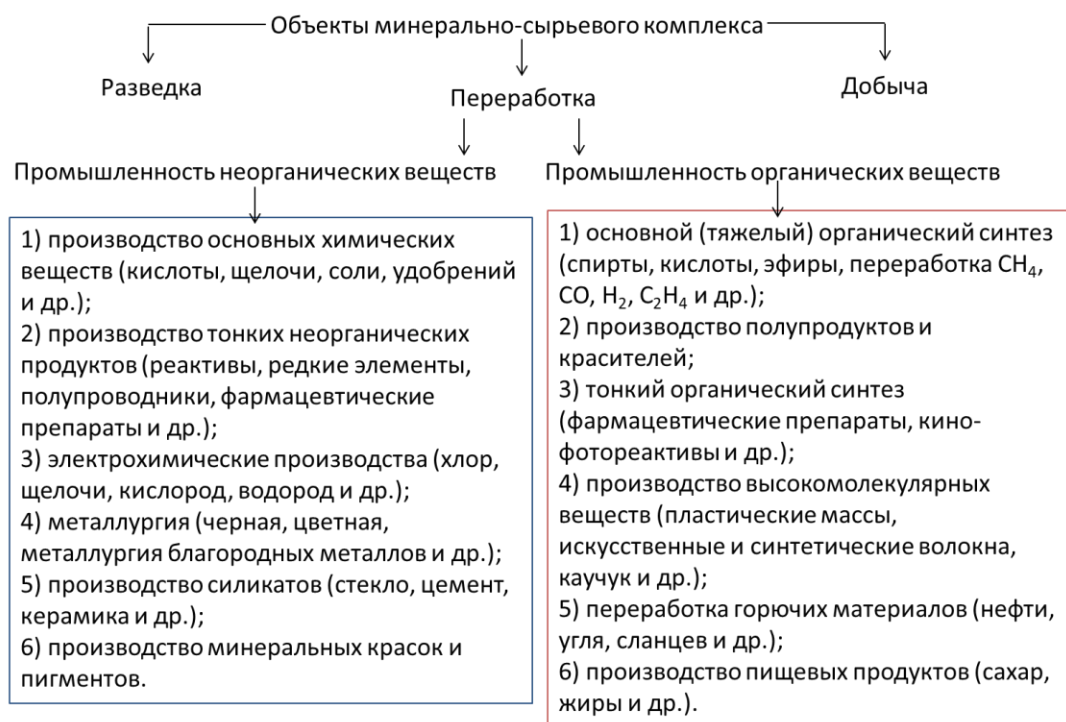 Объекты минерально-сырьевого комплекса
Разведка
Переработка
Добыча
Промышленность неорганических веществ
Промышленность органических веществ
1) производство основных химических
веществ (кислоты, щелочи, соли, удобрений
и др.);
2) производство тонких неорганических
продуктов (реактивы, редкие элементы,
полупроводники, фармацевтические
препараты и др.);
3) электрохимические производства (хлор,
щелочи, кислород, водород и др.);
4) металлургия (черная, цветная,
металлургия благородных металлов и др.);
5) производство силикатов (стекло, цемент,
керамика и др.);
6) производство минеральных красок и
пигментов.
1) основной (тяжелый) органический синтез
(спирты, кислоты, эфиры, переработка CH₄,
CO, H₂, C₂H₄ и др.);
2) производство полупродуктов и
красителей;
3) тонкий органический синтез
(фармацевтические препараты, кино-
фотореактивы и др.);
4) производство высокомолекулярных
веществ (пластические массы,
искусственные и синтетические волокна,
каучук и др.);
5) переработка горючих материалов (нефти,
угля, сланцев и др.);
6) производство пищевых продуктов (сахар,
жиры и др.).